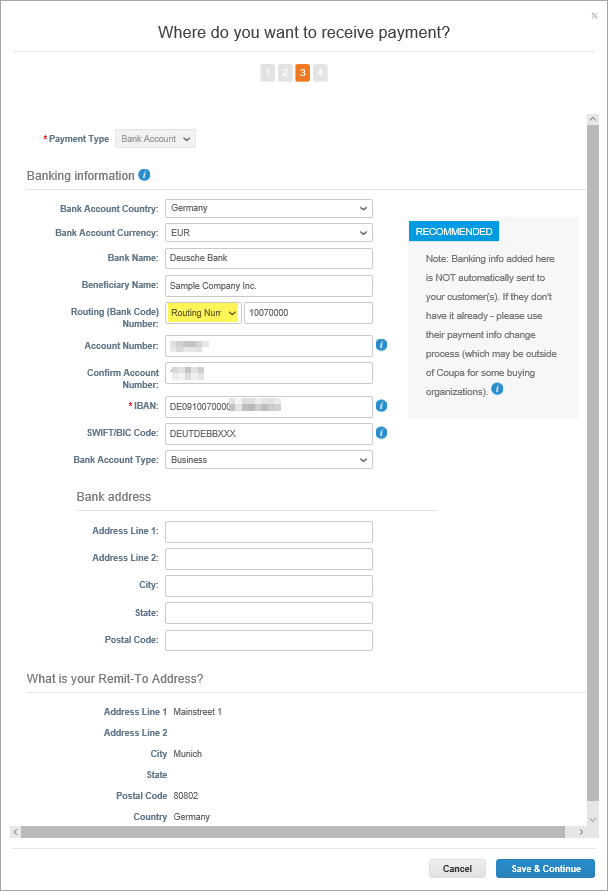 ×
Where do you want to receive payment?
1 2 3 4
* Payment Type Bank Account
Banking information i
Bank Account Country: Germany
Bank Account Currency: EUR
Bank Name: Deusche Bank
Beneficiary Name: Sample Company Inc.
Routing (Bank Code) Number: Routing Num 10070000
Account Number: i
Confirm Account Number:
* IBAN: DE0910070000 i
SWIFT/BIC Code: DEUTDEBBXXX i
Bank Account Type: Business
RECOMMENDED
Note: Banking info added here
is NOT automatically sent to
your customer(s). If they don't
have it already - please use
their payment info change
process (which may be outside
of Coupa for some buying
organizations). i
Bank address
Address Line 1:
Address Line 2:
City:
State:
Postal Code:
What is your Remit-To Address?
Address Line 1 Mainstreet 1
Address Line 2
City Munich
State
Postal Code 80802
Country Germany
Cancel Save & Continue